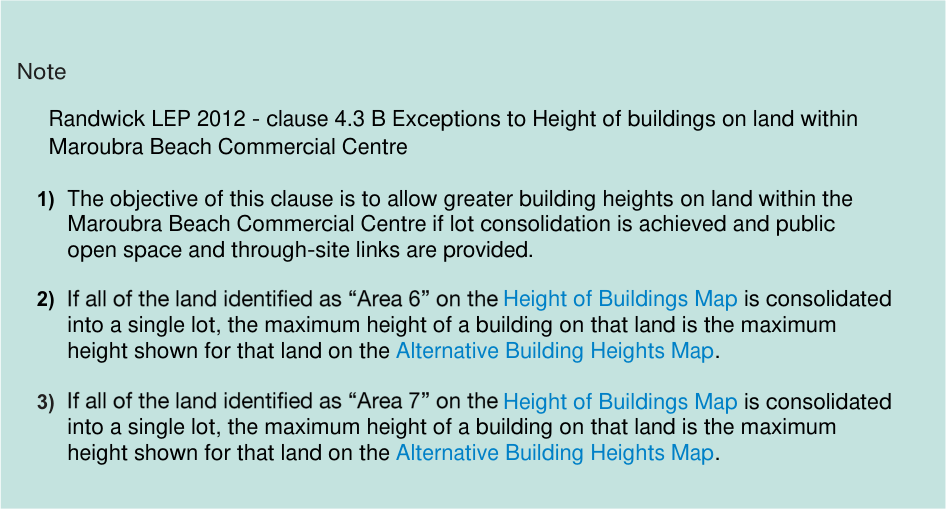 Note
Randwick LEP 2012 - clause 4.3 B Exceptions to Height of buildings on land within
Maroubra Beach Commercial Centre
1) The objective of this clause is to allow greater building heights on land within the
Maroubra Beach Commercial Centre if lot consolidation is achieved and public
open space and through-site links are provided.
2) If all of the land identified as “Area 6” on the Height of Buildings Map is consolidated
into a single lot, the maximum height of a building on that land is the maximum
height shown for that land on the Alternative Building Heights Map.
3) If all of the land identified as “Area 7” on the Height of Buildings Map is consolidated
into a single lot, the maximum height of a building on that land is the maximum
height shown for that land on the Alternative Building Heights Map.